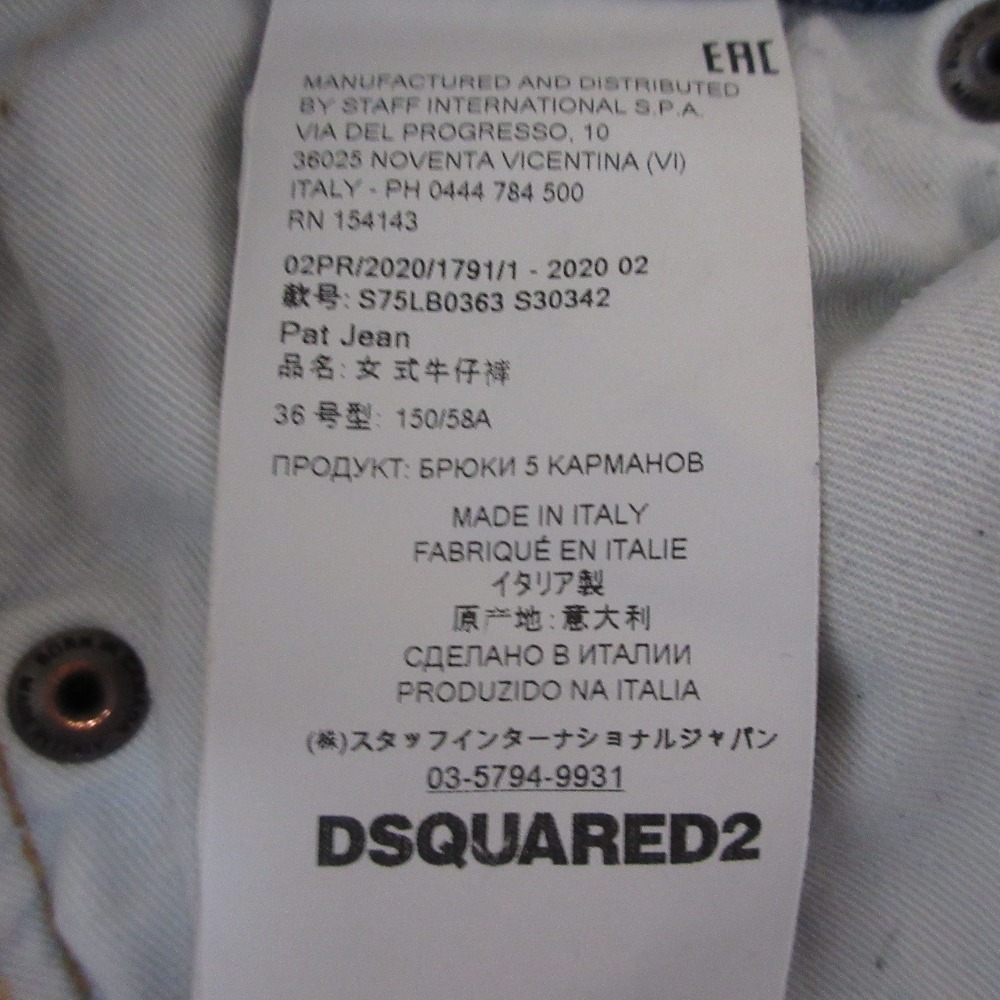 EAC
MANUFACTURED AND DISTRIBUTED
BY STAFF INTERNATIONAL S.P.A.
VIA DEL PROGRESSO, 10
36025 NOVENTA VICENTINA (VI)
ITALY - PH 0444 784 500
RN 154143
02PR/2020/1791/1 - 2020 02
款号: S75LB0363 S30342
Pat Jean
品名: 女 式牛仔裤
36 号型: 150/58A
ПРОДУКТ: БРЮКИ 5 КАРМАНОВ
MADE IN ITALY
FABRIQUÉ EN ITALIE
イタリア製
原产地: 意大利
СДЕЛАНО В ИТАЛИИ
PRODUZIDO NA ITALIA
(株)スタッフインターナショナルジャパン
03-5794-9931
DSQUARED2